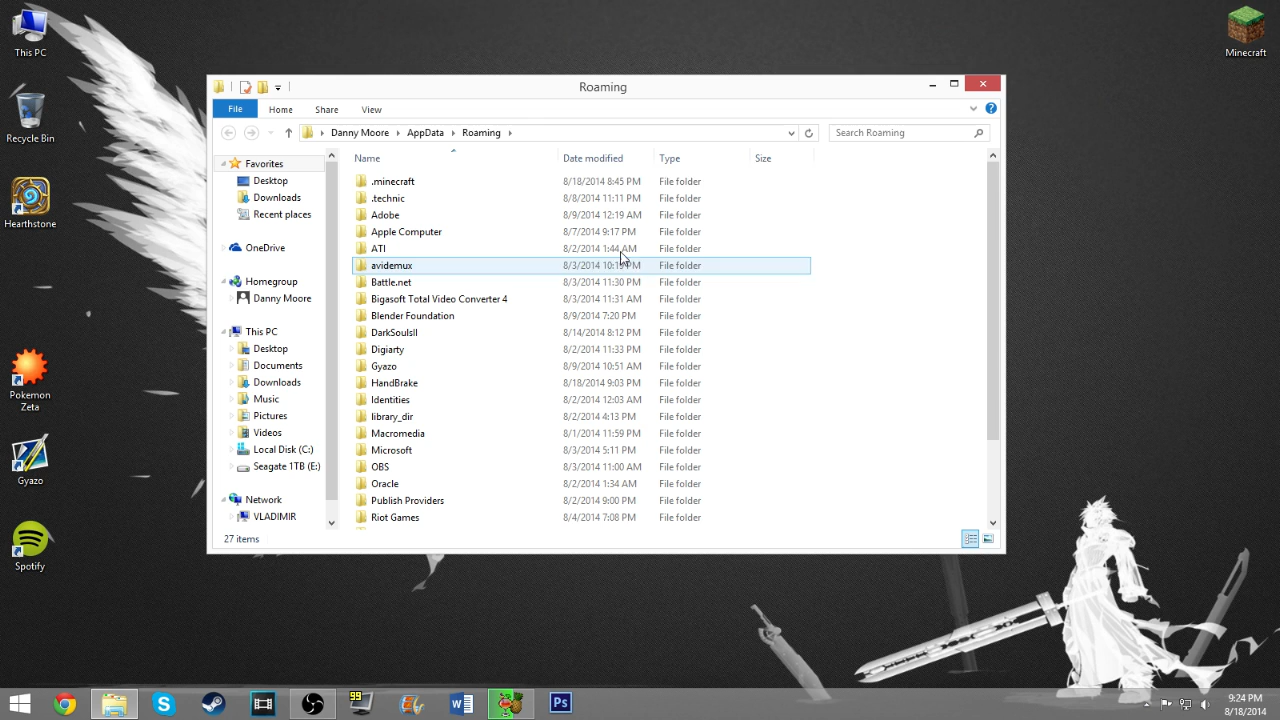 This PC
Recycle Bin
Hearthstone
Pokemon
Zeta
Gyazo
Spotify
Minecraft
Roaming
File Home Share View
Danny Moore AppData Roaming Search Roaming
Name Date modified Type Size
Favorites
Desktop
Downloads
Recent places
OneDrive
Homegroup
Danny Moore
This PC
Desktop
Documents
Downloads
Music
Pictures
Videos
Local Disk (C:)
Seagate 1TB (E:)
Network
VLADIMIR
.minecraft 8/18/2014 8:45 PM File folder
.technic 8/8/2014 11:11 PM File folder
Adobe 8/9/2014 12:19 AM File folder
Apple Computer 8/7/2014 9:17 PM File folder
ATI 8/2/2014 1:44 AM File folder
avidemux 8/3/2014 PM File folder
Battle.net 8/3/2014 11:30 PM File folder
Bigasoft Total Video Converter 4 8/3/2014 11:31 AM File folder
Blender Foundation 8/9/2014 7:20 PM File folder
DarkSoulsII 8/14/2014 8:12 PM File folder
Digiarty 8/2/2014 11:33 PM File folder
Gyazo 8/9/2014 10:51 AM File folder
HandBrake 8/18/2014 9:03 PM File folder
Identities 8/2/2014 12:03 AM File folder
library_dir 8/2/2014 4:13 PM File folder
Macromedia 8/1/2014 11:59 PM File folder
Microsoft 8/3/2014 5:11 PM File folder
OBS 8/3/2014 11:00 AM File folder
Oracle 8/2/2014 1:34 AM File folder
Publish Providers 8/2/2014 9:00 PM File folder
Riot Games 8/4/2014 7:08 PM File folder
27 items
99
W
Ps
9:24 PM
8/18/2014